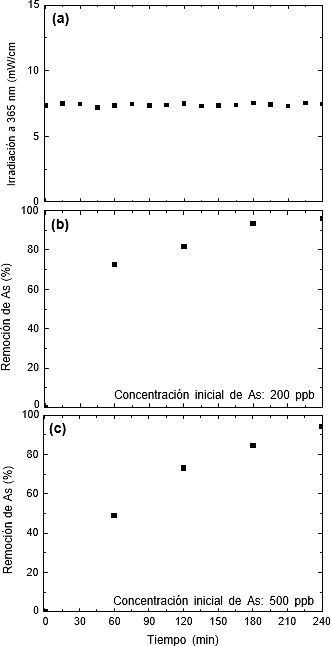 15
(a)
10
5
0
Irradiación a 365 nm (mW/cm
100
(b)
80
60
40
20
0
Remoción de As (%)
Concentración inicial de As: 200 ppb
100
(c)
80
60
40
20
0
Remoción de As (%)
Concentración inicial de As: 500 ppb
0 30 60 90 120 150 180 210 240
Tiempo (min)